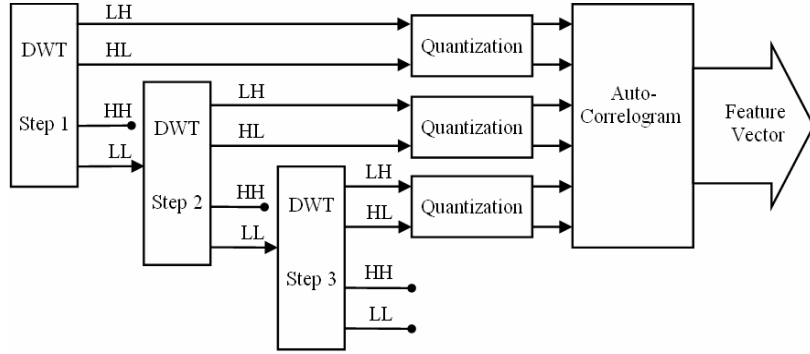 LH
DWT
HL
Quantization
HH
Step 1
LL
LH
DWT
HL
Quantization
HH
Step 2
LL
LH
DWT
HL
Quantization
HH
Step 3
LL
Auto-
Correlogram
Feature
Vector